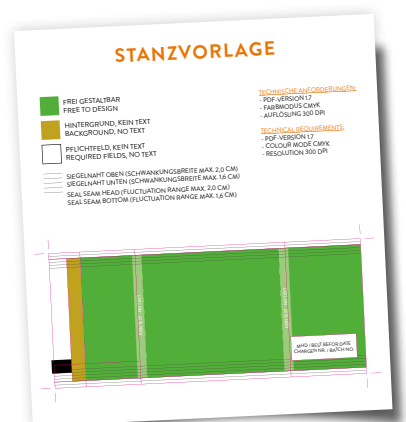 STANZVORLAGE
FREI GESTALTBAR
FREE TO DESIGN
HINTERGRUND, KEIN TEXT
BACKGROUND, NO TEXT
PFLICHTFELD, KEIN TEXT
REQUIRED FIELDS, NO TEXT
SIEGELNAHT OBEN (SCHWANKUNGSBREITE MAX. 2,0 CM)
SIEGELNAHT UNTEN (SCHWANKUNGSBREITE MAX. 1,6 CM)
SEAL SEAM HEAD (FLUCTUATION RANGE MAX. 2,0 CM)
SEAL SEAM BOTTOM (FLUCTUATION RANGE MAX. 1,6 CM)
TECHNISCHE ANFORDERUNGEN:
- PDF-VERSION 1.7
- FARBMODUS CMYK
- AUFLÖSUNG 300 DPI
TECHNICAL REQUIREMENTS:
- PDF-VERSION 1.7
- COLOUR MODE CMYK
- RESOLUTION 300 DPI
MHD / BEST BEFOR DATE
CHARGEN NR. / BATCH NO.